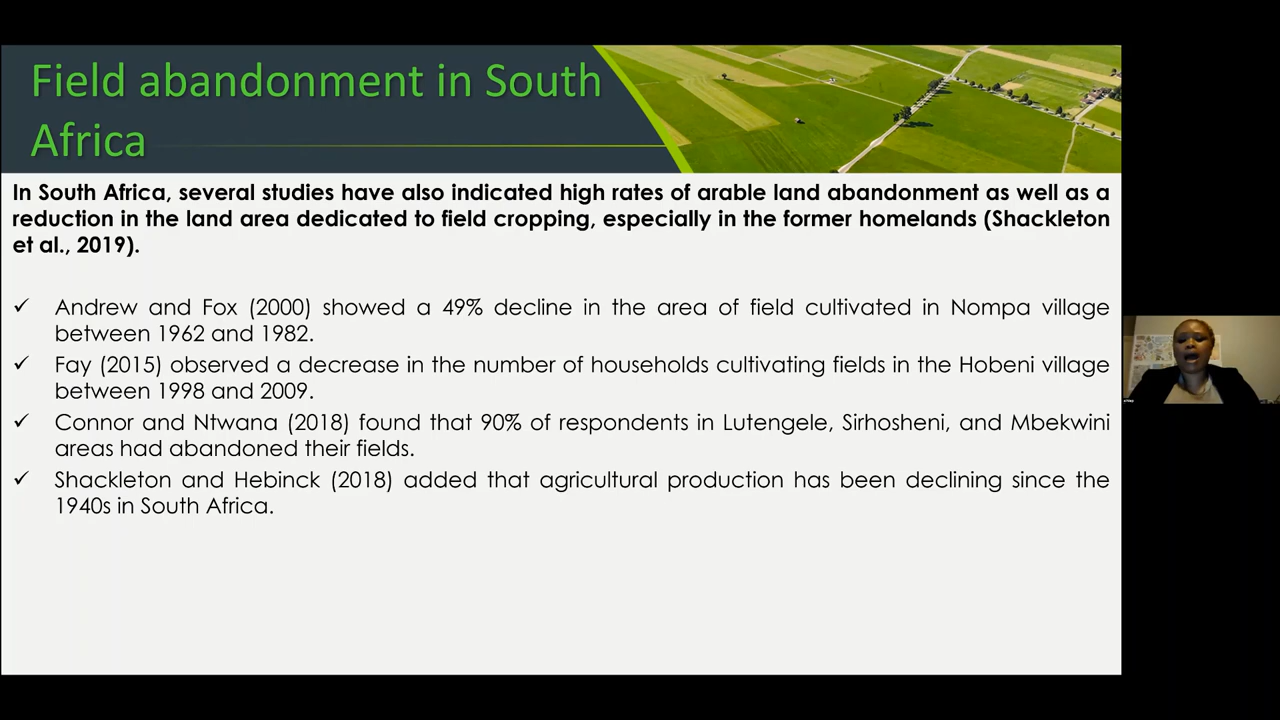 Field abandonment in South
Africa
In South Africa, several studies have also indicated high rates of arable land abandonment as well as a
reduction in the land area dedicated to field cropping, especially in the former homelands (Shackleton
et al., 2019).
✓ Andrew and Fox (2000) showed a 49% decline in the area of field cultivated in Nompa village
between 1962 and 1982.
✓ Fay (2015) observed a decrease in the number of households cultivating fields in the Hobeni village
between 1998 and 2009.
✓ Connor and Ntwana (2018) found that 90% of respondents in Lutengele, Sirhosheni, and Mbekwini
areas had abandoned their fields.
✓ Shackleton and Hebinck (2018) added that agricultural production has been declining since the
1940s in South Africa.